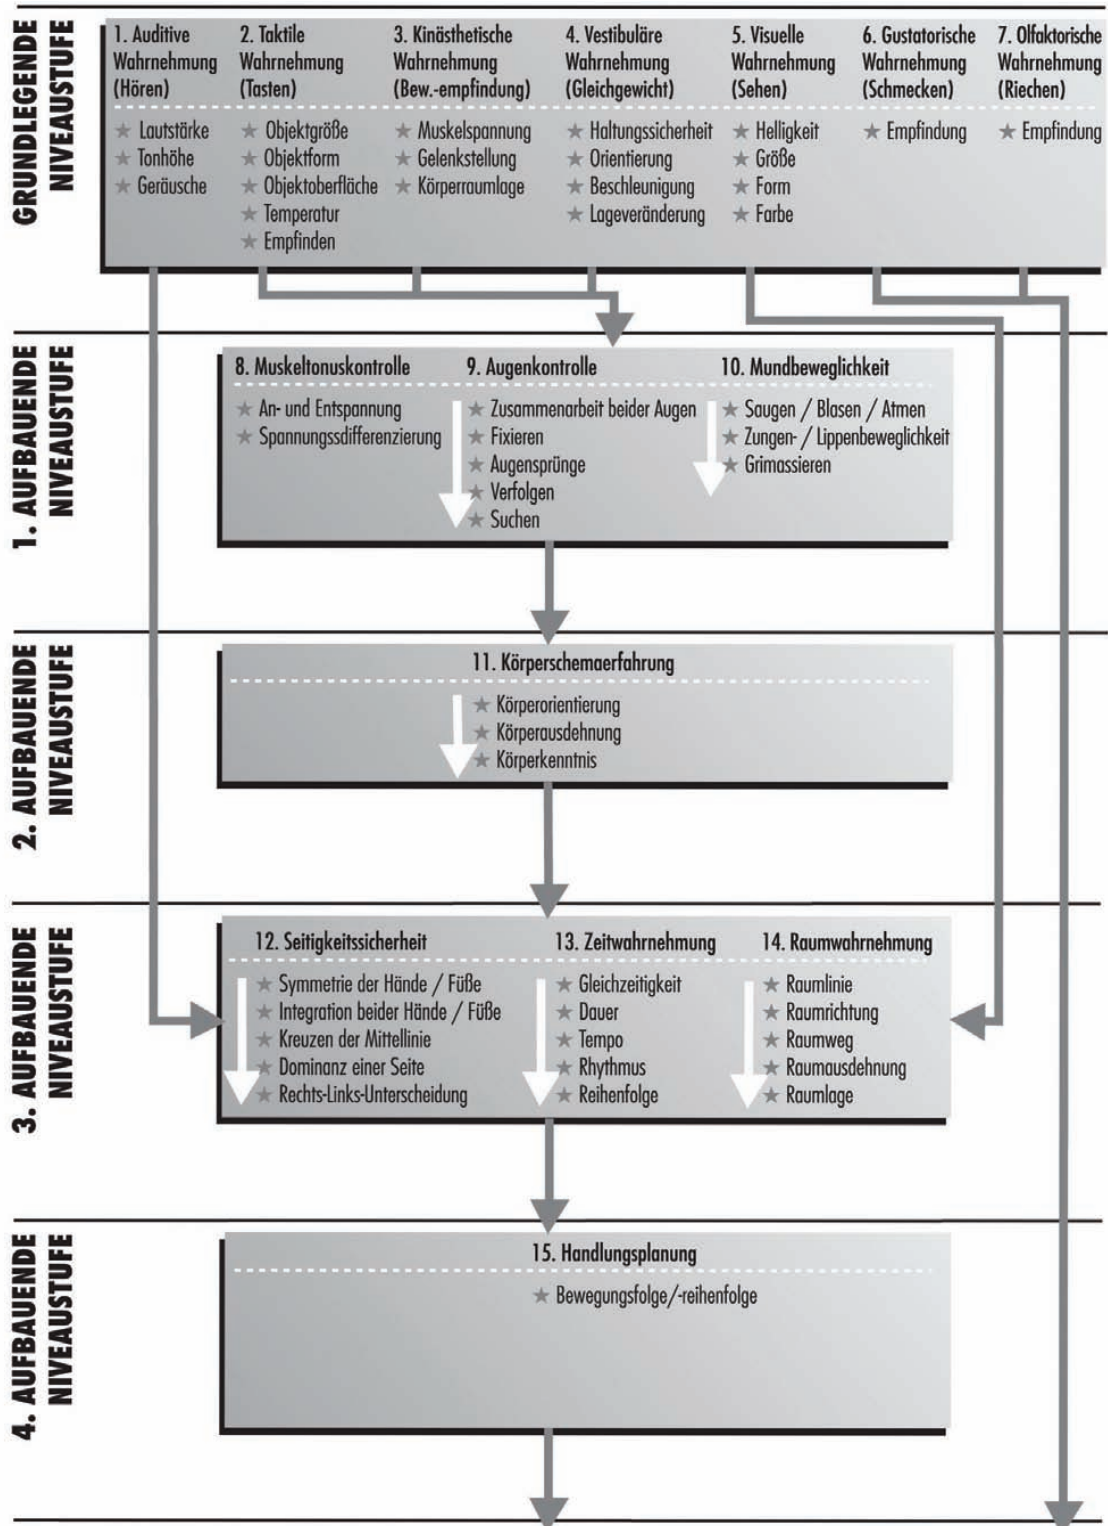 GRUNDLEGENDE
NIVEAUSTUFE
1. Auditive
Wahrnehmung
(Hören)
★ Lautstärke
★ Tonhöhe
★ Geräusche
2. Taktile
Wahrnehmung
(Tasten)
★ Objektgröße
★ Objektform
★ Objektoberfläche
★ Temperatur
★ Empfinden
3. Kinästhetische
Wahrnehmung
(Bew.-empfindung)
★ Muskelspannung
★ Gelenkstellung
★ Körperraumlage
4. Vestibuläre
Wahrnehmung
(Gleichgewicht)
★ Haltungssicherheit
★ Orientierung
★ Beschleunigung
★ Lageveränderung
5. Visuelle
Wahrnehmung
(Sehen)
★ Helligkeit
★ Größe
★ Form
★ Farbe
6. Gustatorische
Wahrnehmung
(Schmecken)
★ Empfindung
7. Olfaktorische
Wahrnehmung
(Riechen)
★ Empfindung
1. AUFBAUENDE
NIVEAUSTUFE
8. Muskeltonuskontrolle
★ An- und Entspannung
★ Spannungssdifferenzierung
9. Augenkontrolle
★ Zusammenarbeit beider Augen
★ Fixieren
★ Augensprünge
★ Verfolgen
★ Suchen
10. Mundbeweglichkeit
★ Saugen / Blasen / Atmen
★ Zungen- / Lippenbeweglichkeit
★ Grimassieren
2. AUFBAUENDE
NIVEAUSTUFE
11. Körperschemaerfahrung
★ Körperorientierung
★ Körperausdehnung
★ Körperkenntnis
3. AUFBAUENDE
NIVEAUSTUFE
12. Seitigkeitssicherheit
★ Symmetrie der Hände / Füße
★ Integration beider Hände / Füße
★ Kreuzen der Mittellinie
★ Dominanz einer Seite
★ Rechts-Links-Unterscheidung
13. Zeitwahrnehmung
★ Gleichzeitigkeit
★ Dauer
★ Tempo
★ Rhythmus
★ Reihenfolge
14. Raumwahrnehmung
★ Raumlinie
★ Raumrichtung
★ Raumweg
★ Raumausdehnung
★ Raumlage
4. AUFBAUENDE
NIVEAUSTUFE
15. Handlungsplanung
★ Bewegungsfolge/-reihenfolge